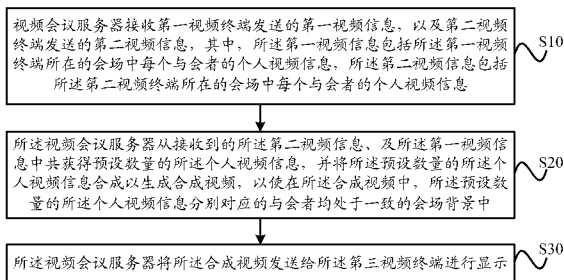 视频会议服务器接收第一视频终端发送的第一视频信息，以及第二视频
终端发送的第二视频信息，其中，所述第一视频信息包括所述第一视频
终端所在的会场中每个与会者的个人视频信息，所述第二视频信息包括
所述第二视频终端所在的会场中每个与会者的个人视频信息
S10
所述视频会议服务器从接收到的所述第二视频信息、及所述第一视频信
息中共获得预设数量的所述个人视频信息，并将所述预设数量的所述个
人视频信息合成以生成合成视频，以使在所述合成视频中，所述预设数
量的所述个人视频信息分别对应的与会者均处于一致的会场背景中
S20
所述视频会议服务器将所述合成视频发送给所述第三视频终端进行显示
S30